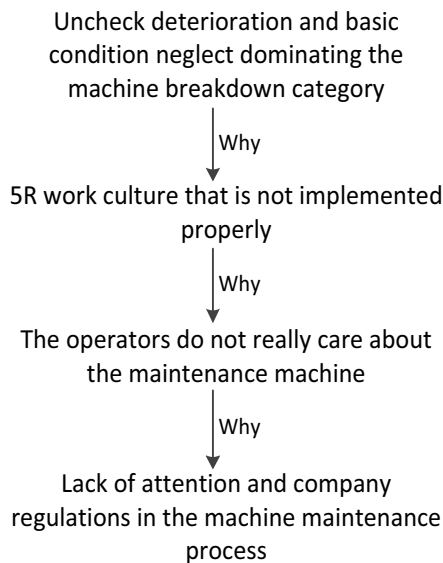 Uncheck deterioration and basic
condition neglect dominating the
machine breakdown category
Why
5R work culture that is not implemented
properly
Why
The operators do not really care about
the maintenance machine
Why
Lack of attention and company
regulations in the machine maintenance
process